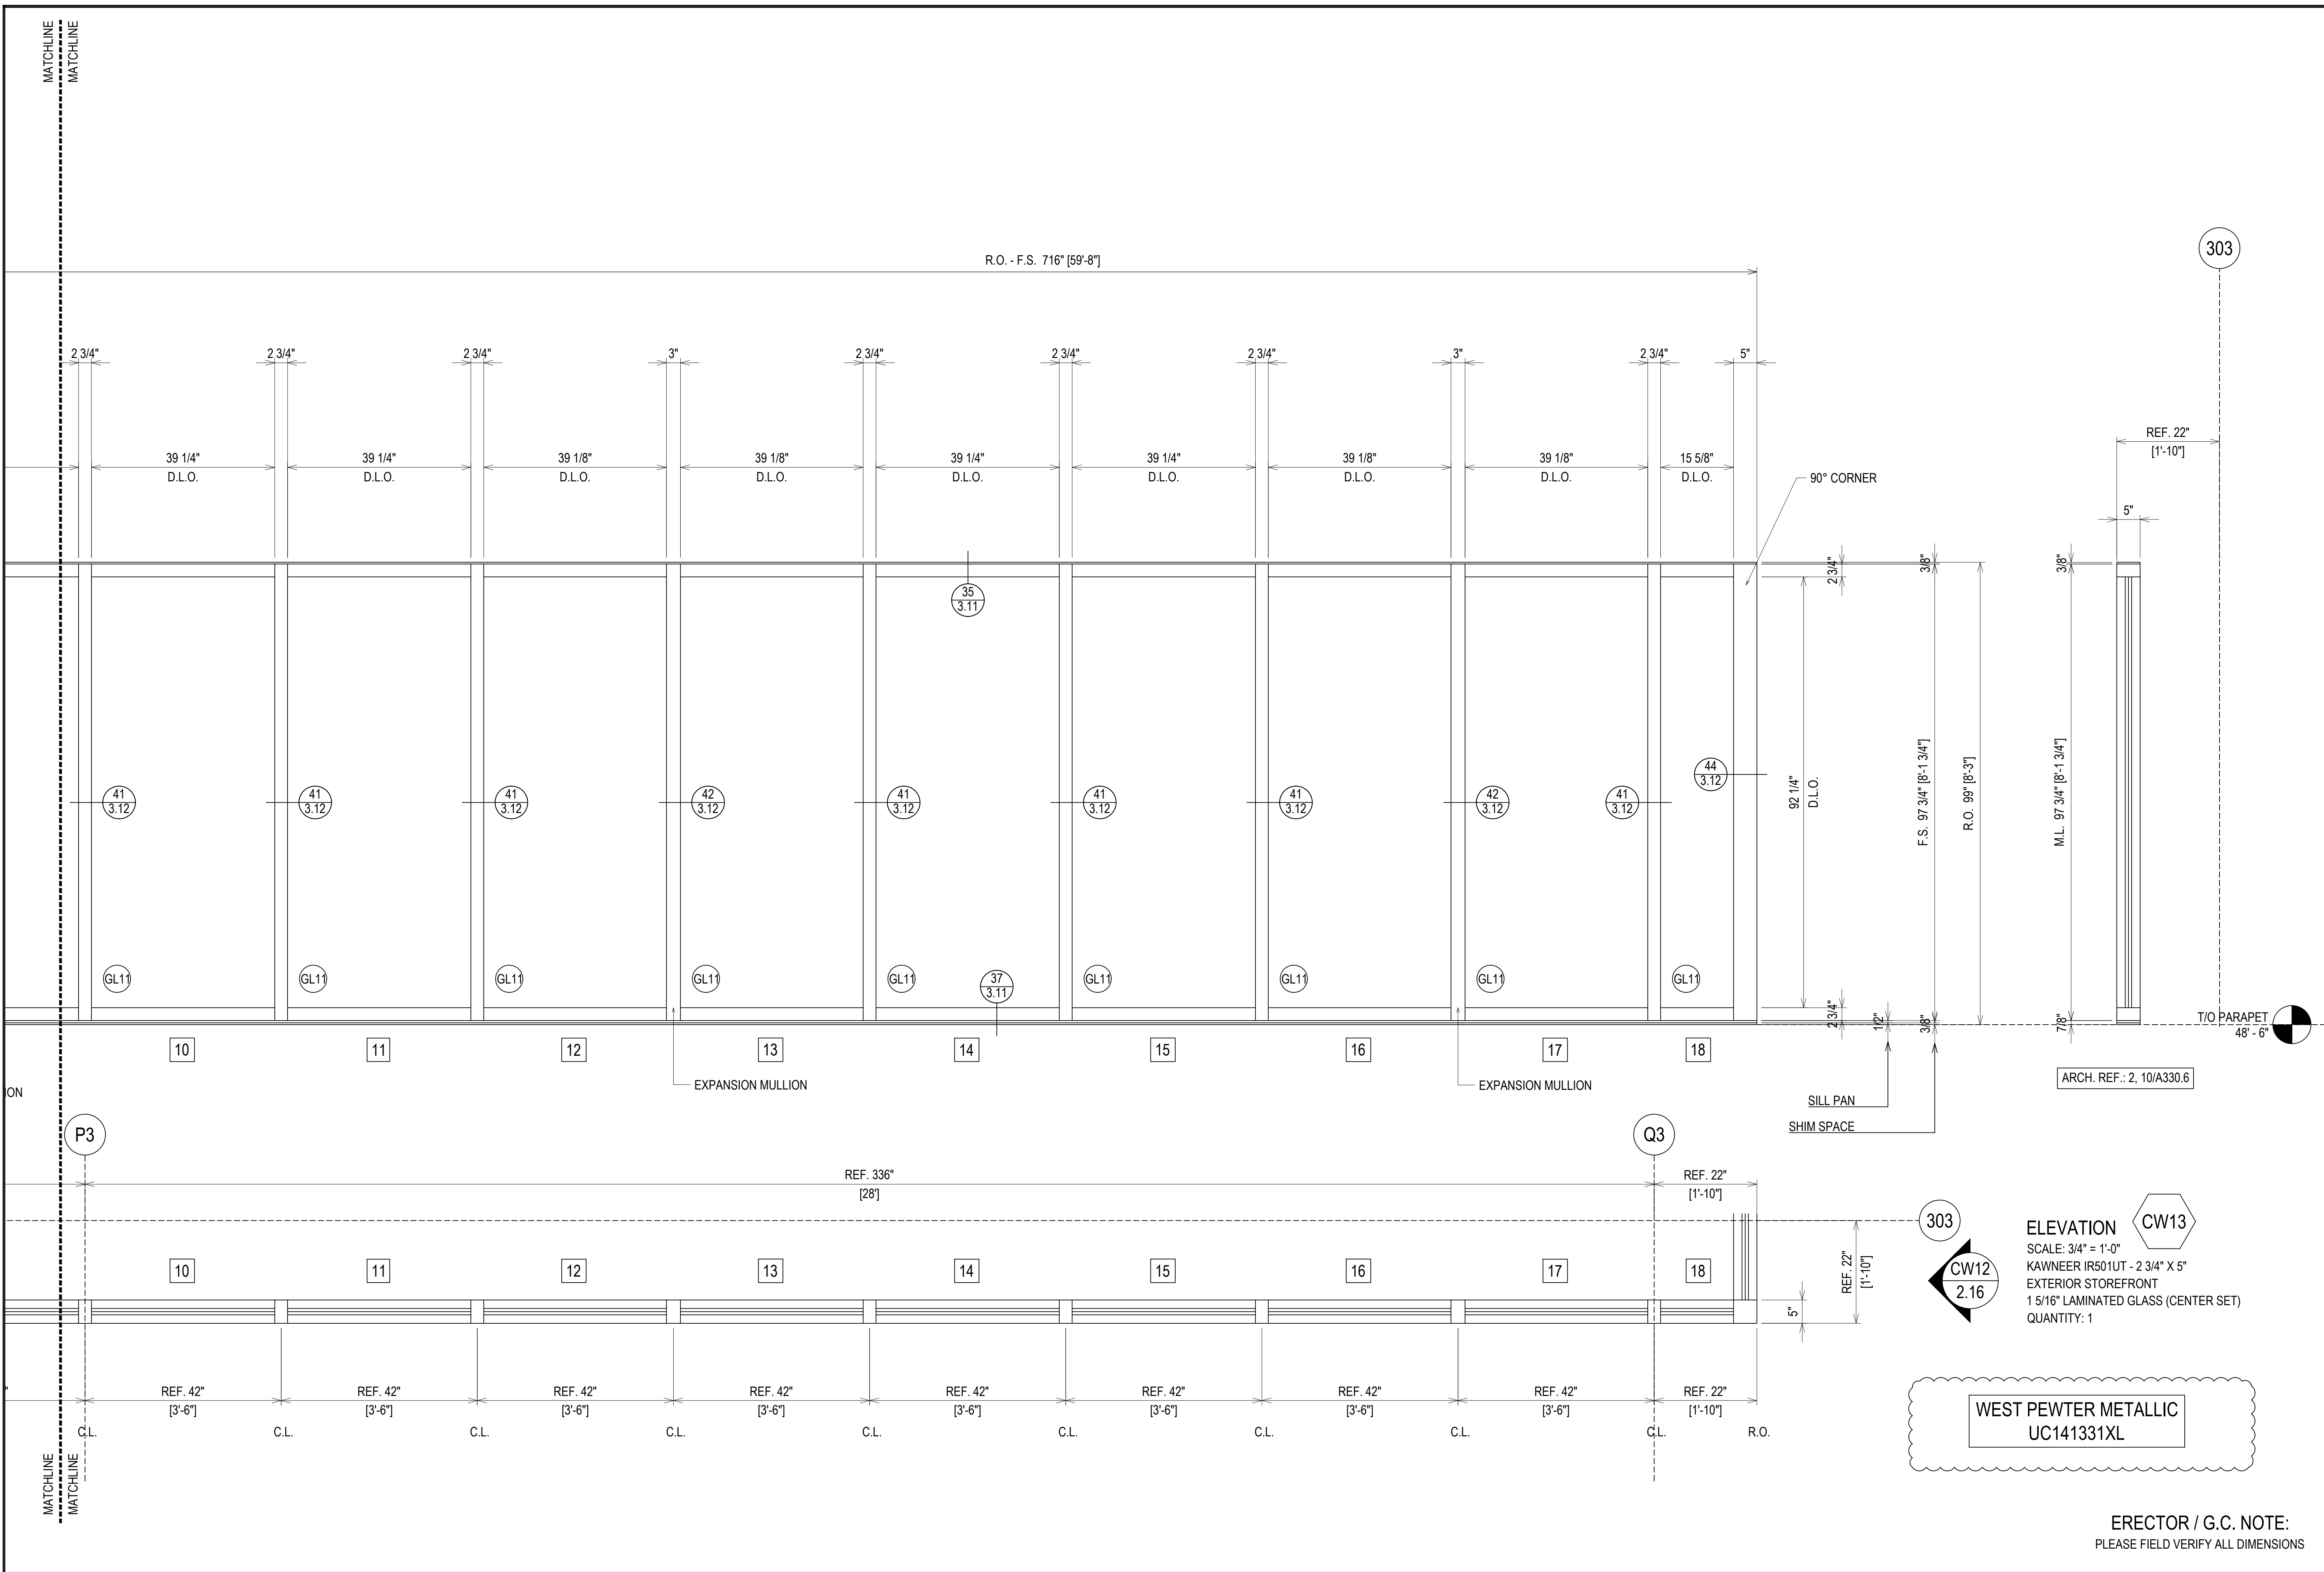 MATCHLINE
MATCHLINE
303
R.O. - F.S. 716" [59'-8"]
2 3/4" 2 3/4" 2 3/4" 3" 2 3/4" 2 3/4" 2 3/4" 3" 2 3/4" 5"
REF. 22"
[1'-10"]
39 1/4" 39 1/4" 39 1/8" 39 1/8" 39 1/4" 39 1/4" 39 1/8" 39 1/8" 15 5/8"
D.L.O. D.L.O. D.L.O. D.L.O. D.L.O. D.L.O. D.L.O. D.L.O. D.L.O.
90° CORNER
5"
2 3/4"
3/8"
3/8"
35
3.11
44
3.12
41 41 41 42 41 41 41 42 41
3.12 3.12 3.12 3.12 3.12 3.12 3.12 3.12 3.12
92 1/4"
D.L.O.
F.S. 97 3/4" [8'-1 3/4"]
R.O. 99" [8'-3"]
M.L. 97 3/4" [8'-1 3/4"]
GL11 GL11 GL11 GL11 GL11 GL11 GL11 GL11 GL11
37
3.11
2 3/4"
1/2"
3/8"
7/8"
T/O PARAPET
48' - 6"
10 11 12 13 14 15 16 17 18
EXPANSION MULLION
EXPANSION MULLION
ARCH. REF.: 2, 10/A330.6
ION
SILL PAN
SHIM SPACE
P3
Q3
REF. 336"
[28']
REF. 22"
[1'-10"]
303
ELEVATION
CW13
SCALE: 3/4" = 1'-0"
KAWNEER IR501UT - 2 3/4" X 5"
EXTERIOR STOREFRONT
1 5/16" LAMINATED GLASS (CENTER SET)
QUANTITY: 1
CW12
2.16
10 11 12 13 14 15 16 17 18
REF. 22"
[1'-10"]
5"
" REF. 42" REF. 42" REF. 42" REF. 42" REF. 42" REF. 42" REF. 42" REF. 42" REF. 22"
[3'-6"] [3'-6"] [3'-6"] [3'-6"] [3'-6"] [3'-6"] [3'-6"] [3'-6"] [1'-10"]
C.L. C.L. C.L. C.L. C.L. C.L. C.L. C.L. C.L. R.O.
WEST PEWTER METALLIC
UC141331XL
MATCHLINE
MATCHLINE
ERECTOR / G.C. NOTE:
PLEASE FIELD VERIFY ALL DIMENSIONS